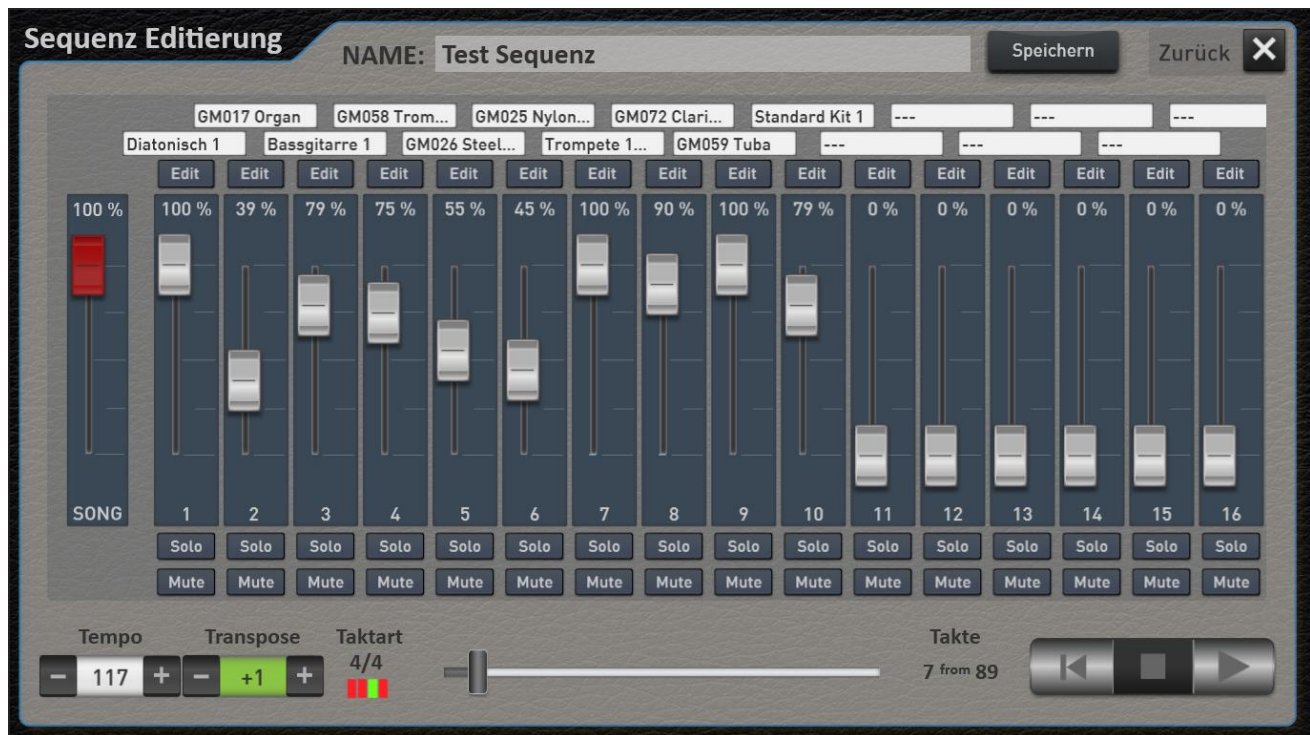 Sequenz Editierung
NAME: Test Sequenz Speichern Zurück
GM017 Organ GM058 Trom... GM025 Nylon... GM072 Clari... Standard Kit 1 --- --- ---
Diatonisch 1 Bassgitarre 1 GM026 Steel... Trompete 1... GM059 Tuba --- --- ---
Edit Edit Edit Edit Edit Edit Edit Edit Edit Edit Edit Edit Edit Edit Edit Edit
100 % 100 % 39 % 79 % 75 % 55 % 45 % 100 % 90 % 100 % 79 % 0 % 0 % 0 % 0 % 0 % 0 %
SONG 1 2 3 4 5 6 7 8 9 10 11 12 13 14 15 16
Solo Solo Solo Solo Solo Solo Solo Solo Solo Solo Solo Solo Solo Solo Solo Solo
Mute Mute Mute Mute Mute Mute Mute Mute Mute Mute Mute Mute Mute Mute Mute Mute
Tempo Transpose Taktart Takte
− 117 + − +1 + 4/4 7 from 89